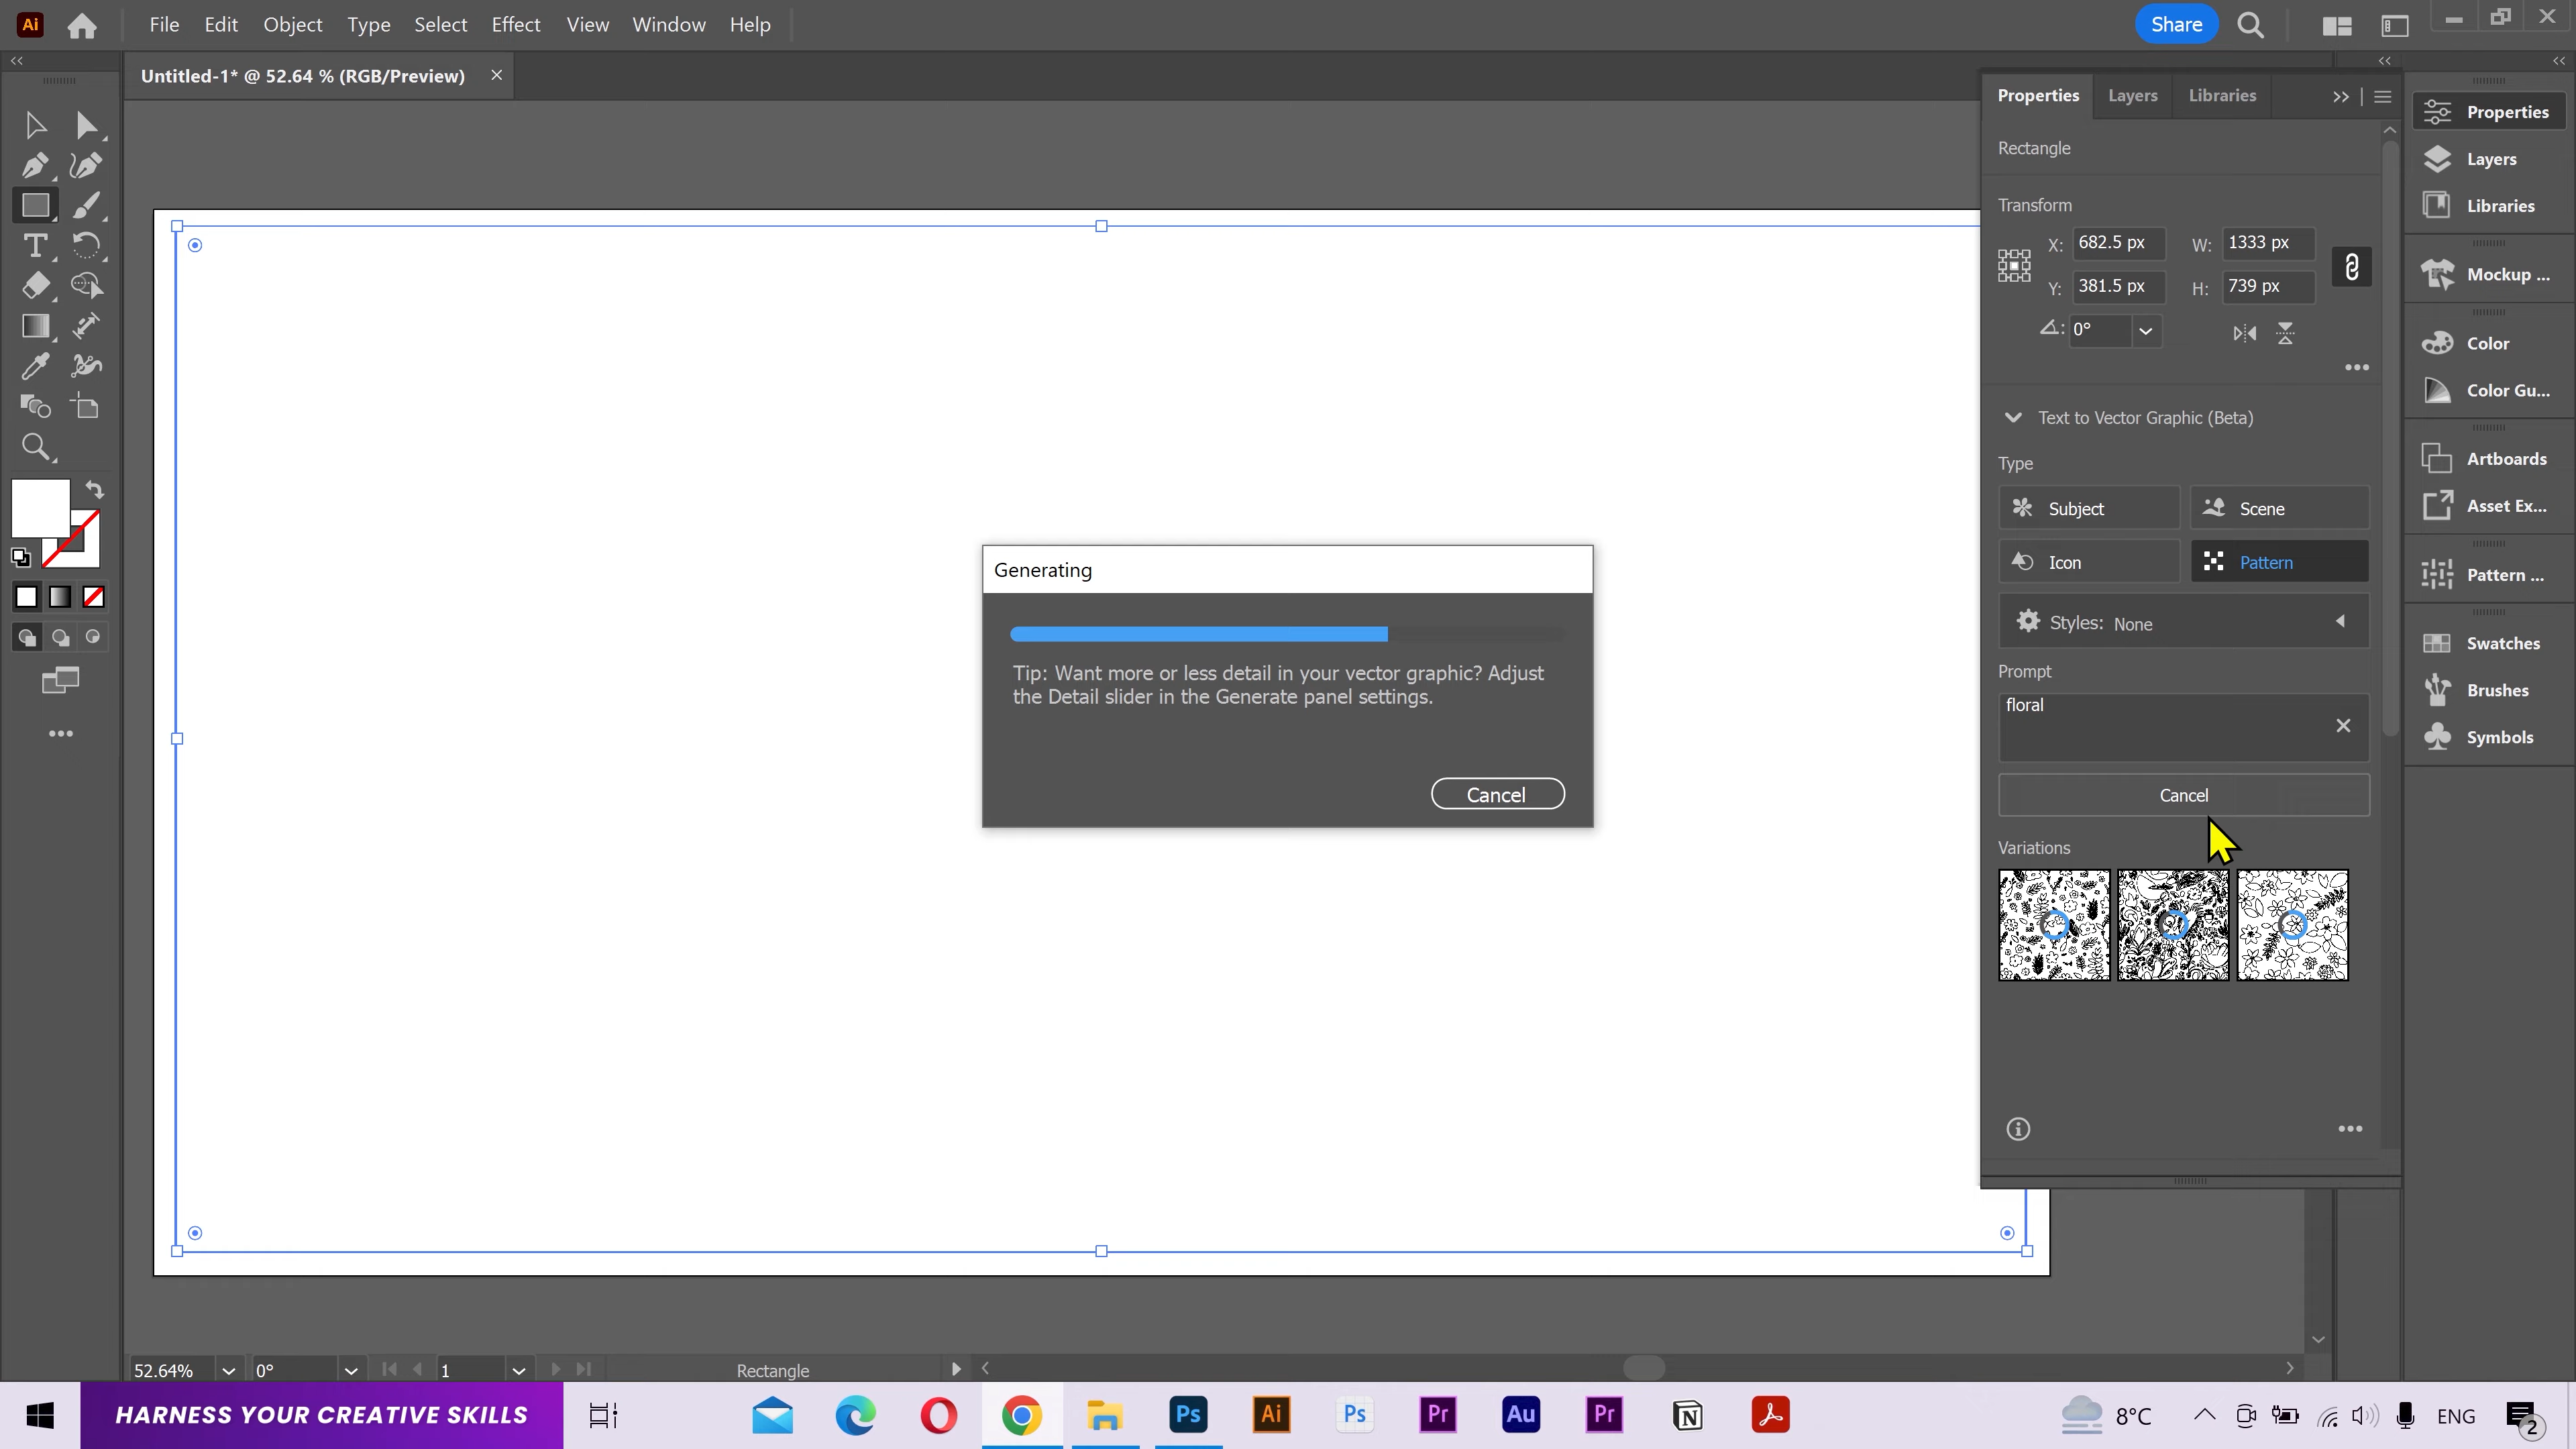 Ai File Edit Object Type Select Effect View Window Help Share
Untitled-1* @ 52.64 % (RGB/Preview)
Properties Layers Libraries
Rectangle
Transform
X: 682.5 px W: 1333 px
Y: 381.5 px H: 739 px
0°
Text to Vector Graphic (Beta)
Type
Subject Scene
Icon Pattern
Styles: None
Prompt
floral
Cancel
Variations
Properties
Layers
Libraries
Mockup ...
Color
Color Gu...
Artboards
Asset Ex...
Pattern ...
Swatches
Brushes
Symbols
Generating
Tip: Want more or less detail in your vector graphic? Adjust
the Detail slider in the Generate panel settings.
Cancel
52.64% 0° 1 Rectangle
HARNESS YOUR CREATIVE SKILLS Ps Ai Ps Pr Au Pr N 8°C ENG 2